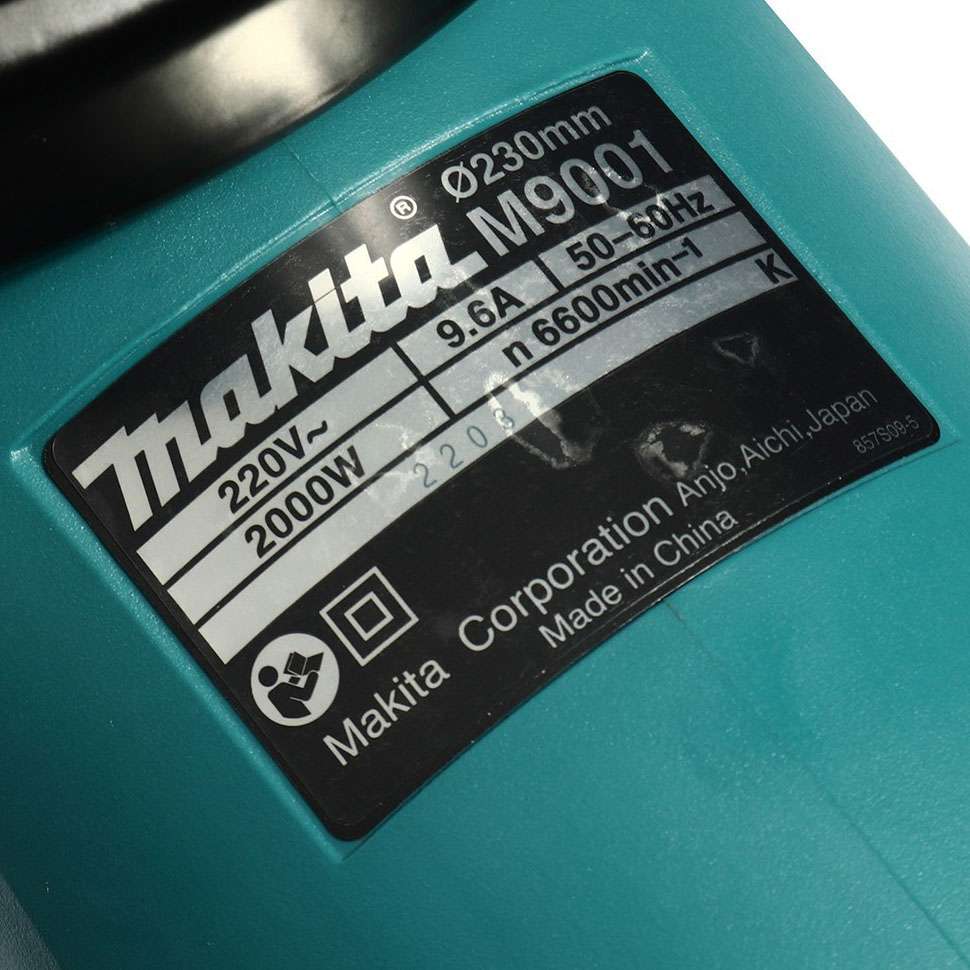 Ø230mm
makita® M9001
220V~ 9.6A 50–60Hz
2000W n 6600min-1 K
2203
Makita Corporation Anjo,Aichi,Japan
Made in China
857S09-5